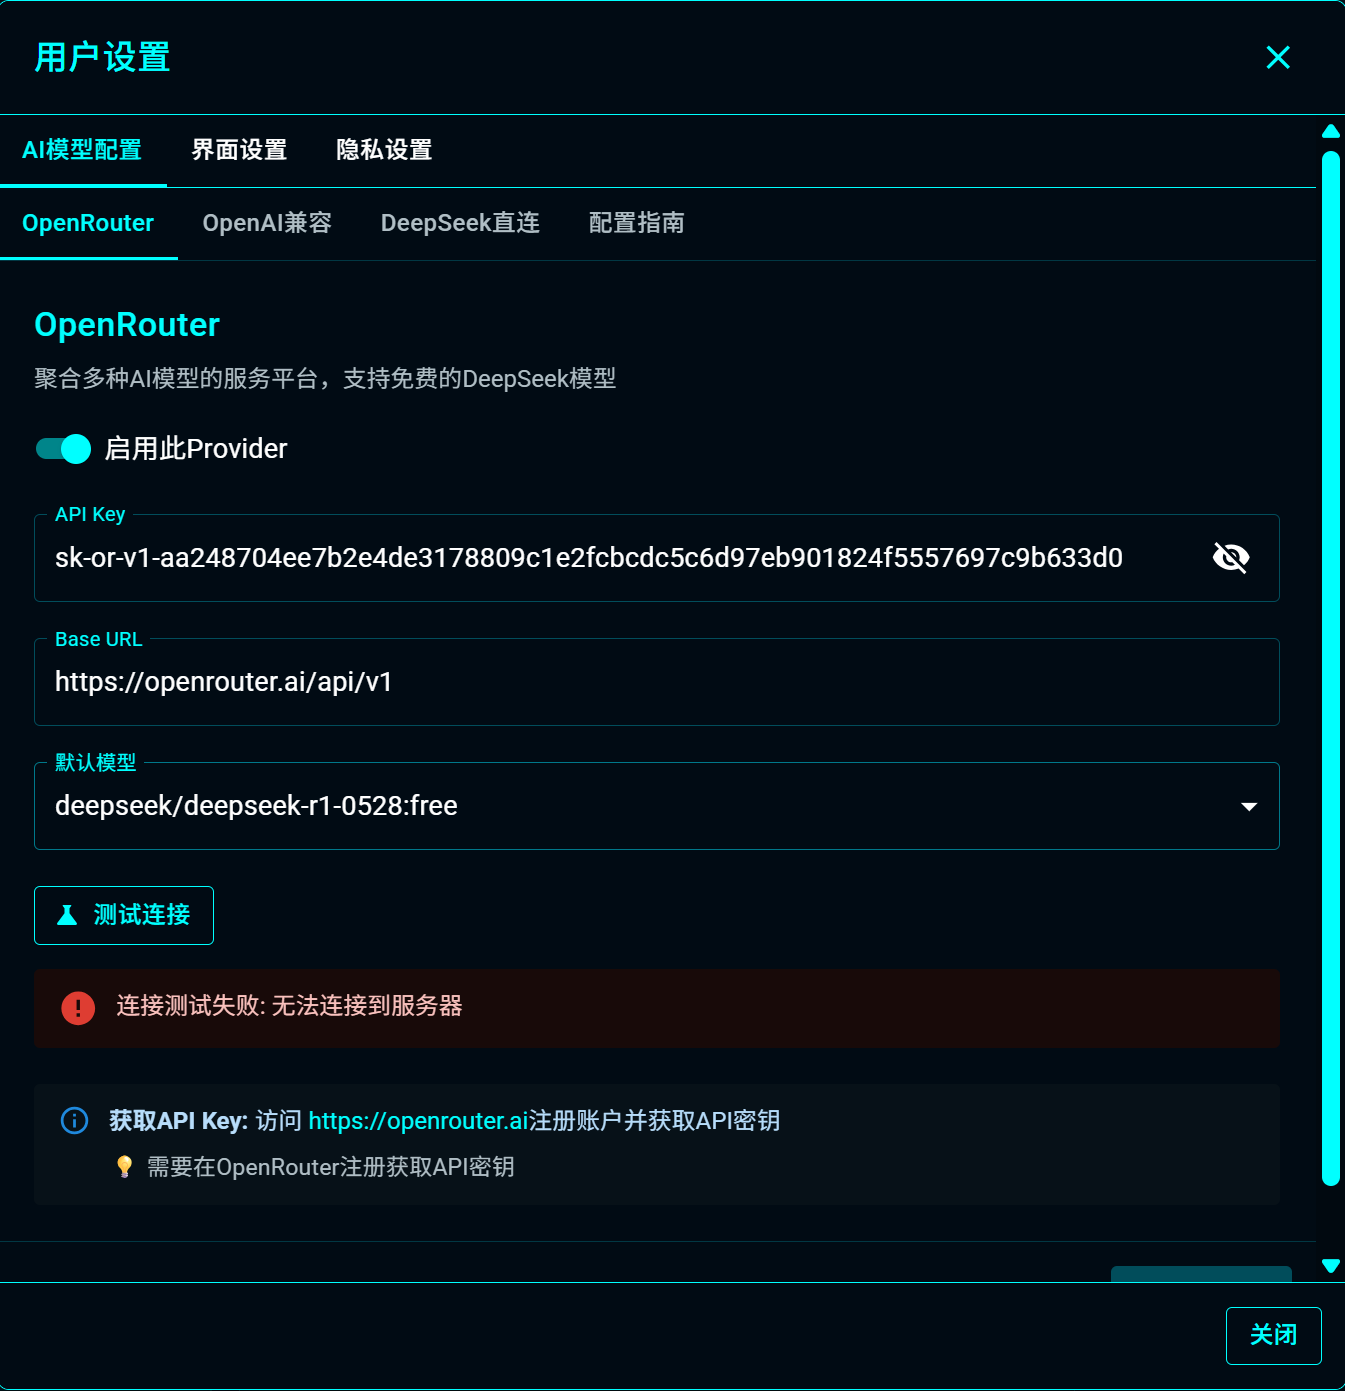 用户设置
AI模型配置 界面设置 隐私设置
OpenRouter OpenAI兼容 DeepSeek直连 配置指南
OpenRouter
聚合多种AI模型的服务平台，支持免费的DeepSeek模型
启用此Provider
API Key
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
Base URL
https://openrouter.ai/api/v1
默认模型
deepseek/deepseek-r1-0528:free
测试连接
连接测试失败: 无法连接到服务器
获取API Key: 访问 https://openrouter.ai注册账户并获取API密钥
💡 需要在OpenRouter注册获取API密钥
关闭